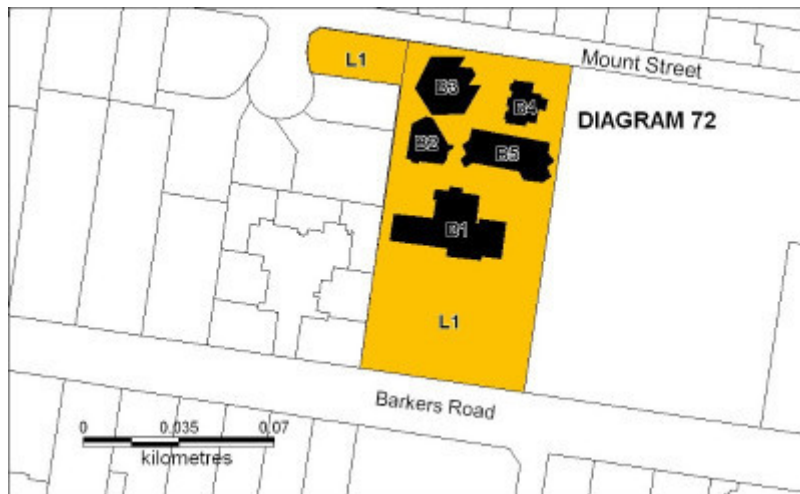 L1
Mount Street
B3
B4
DIAGRAM 72
B2
B5
B1
L1
Barkers Road
0 0.035 0.07
kilometres